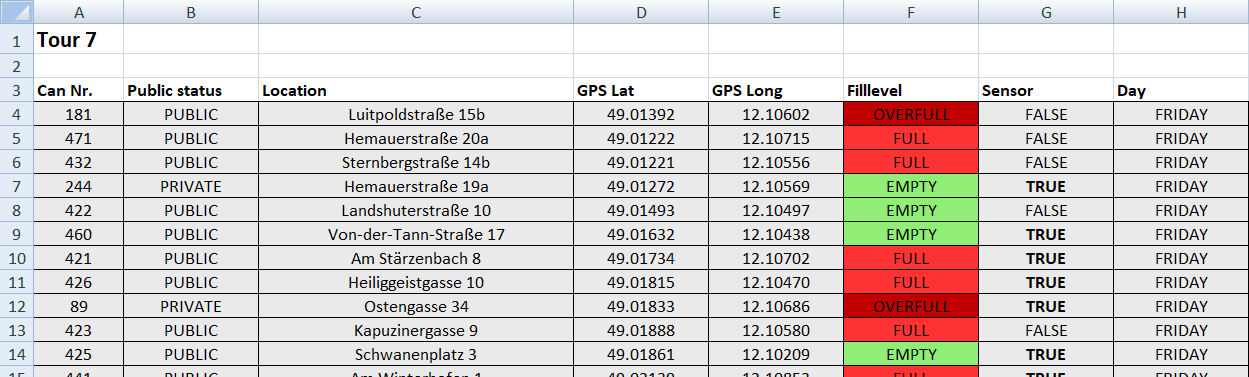 A B C D E F G H
1 Tour 7
2
3 Can Nr. Public status Location GPS Lat GPS Long Filllevel Sensor Day
4 181 PUBLIC Luitpoldstraße 15b 49.01392 12.10602 OVERFULL FALSE FRIDAY
5 471 PUBLIC Hemauerstraße 20a 49.01222 12.10715 FULL FALSE FRIDAY
6 432 PUBLIC Sternbergstraße 14b 49.01221 12.10556 FULL FALSE FRIDAY
7 244 PRIVATE Hemauerstraße 19a 49.01272 12.10569 EMPTY TRUE FRIDAY
8 422 PUBLIC Landshuterstraße 10 49.01493 12.10497 EMPTY FALSE FRIDAY
9 460 PUBLIC Von-der-Tann-Straße 17 49.01632 12.10438 EMPTY TRUE FRIDAY
10 421 PUBLIC Am Stärzenbach 8 49.01734 12.10702 FULL TRUE FRIDAY
11 426 PUBLIC Heiliggeistgasse 10 49.01815 12.10470 FULL TRUE FRIDAY
12 89 PRIVATE Ostengasse 34 49.01833 12.10686 OVERFULL TRUE FRIDAY
13 423 PUBLIC Kapuzinergasse 9 49.01888 12.10580 FULL FALSE FRIDAY
14 425 PUBLIC Schwanenplatz 3 49.01861 12.10209 EMPTY TRUE FRIDAY
15 PUBLIC FULL TRUE FRIDAY